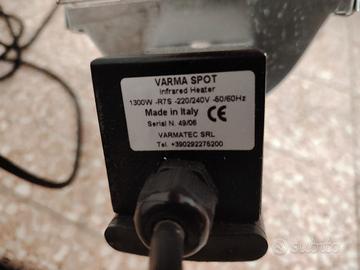 VARMA SPOT
Infrared Heater
1300W -R7S -220/240V -50/60Hz
Made in Italy CE
Serial N. 49/06
VARMATEC SRL
Tel. +390292275200
subito